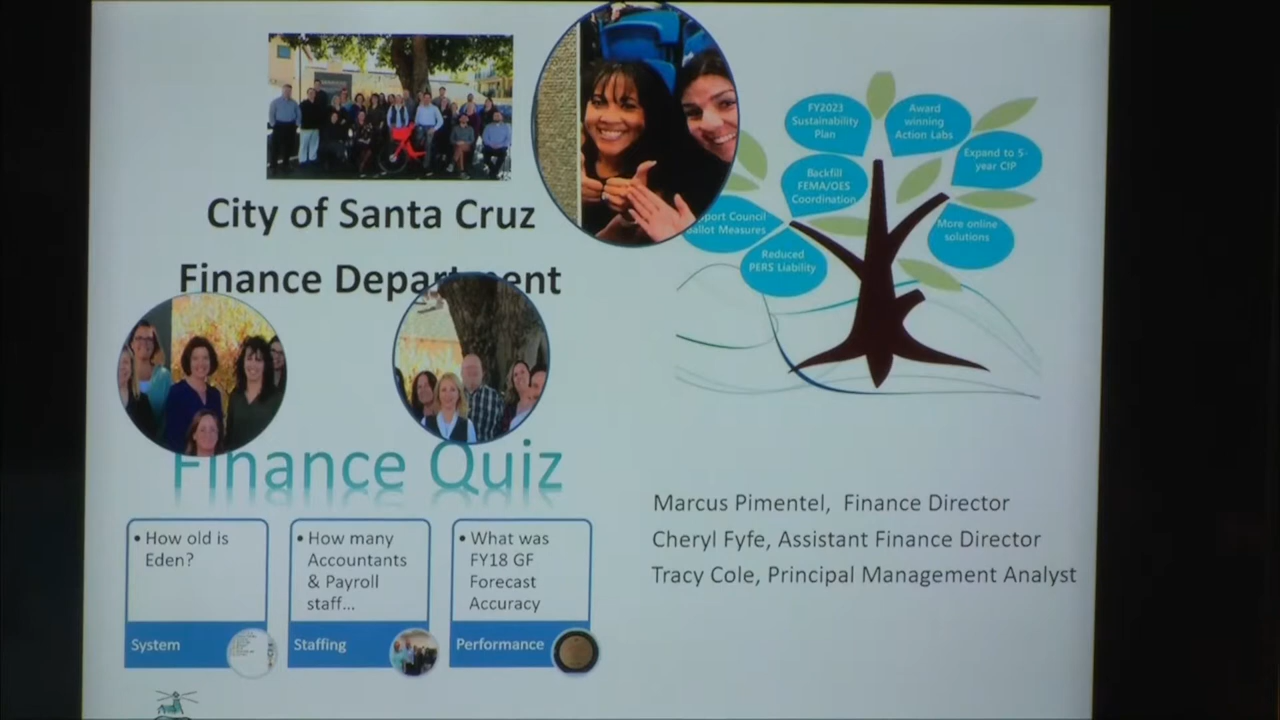 City of Santa Cruz
Finance Department
FY2023
Sustainability
Plan
Award
winning
Action Labs
Expand to 5-
year CIP
Backfill
FEMA/OES
Coordination
port Council
allot Measures
More online
solutions
Reduced
PERS Liability
Finance Quiz
• How old is
Eden?
System
• How many
Accountants
& Payroll
staff...
Staffing
• What was
FY18 GF
Forecast
Accuracy
Performance
Marcus Pimentel, Finance Director
Cheryl Fyfe, Assistant Finance Director
Tracy Cole, Principal Management Analyst